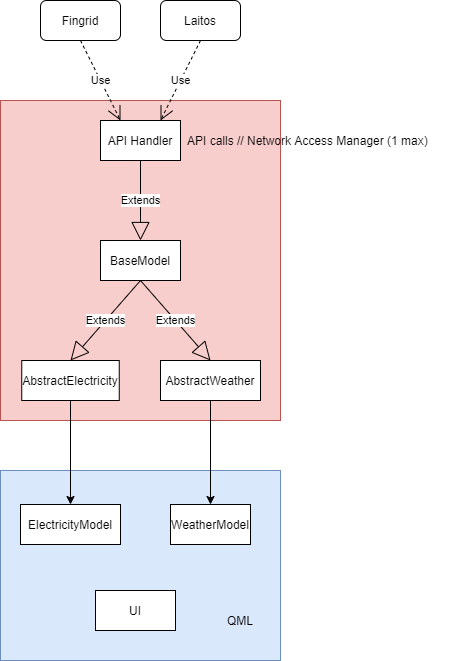 Fingrid
Laitos
Use
Use
API Handler
API calls // Network Access Manager (1 max)
Extends
BaseModel
Extends
Extends
AbstractElectricity
AbstractWeather
ElectricityModel
WeatherModel
UI
QML